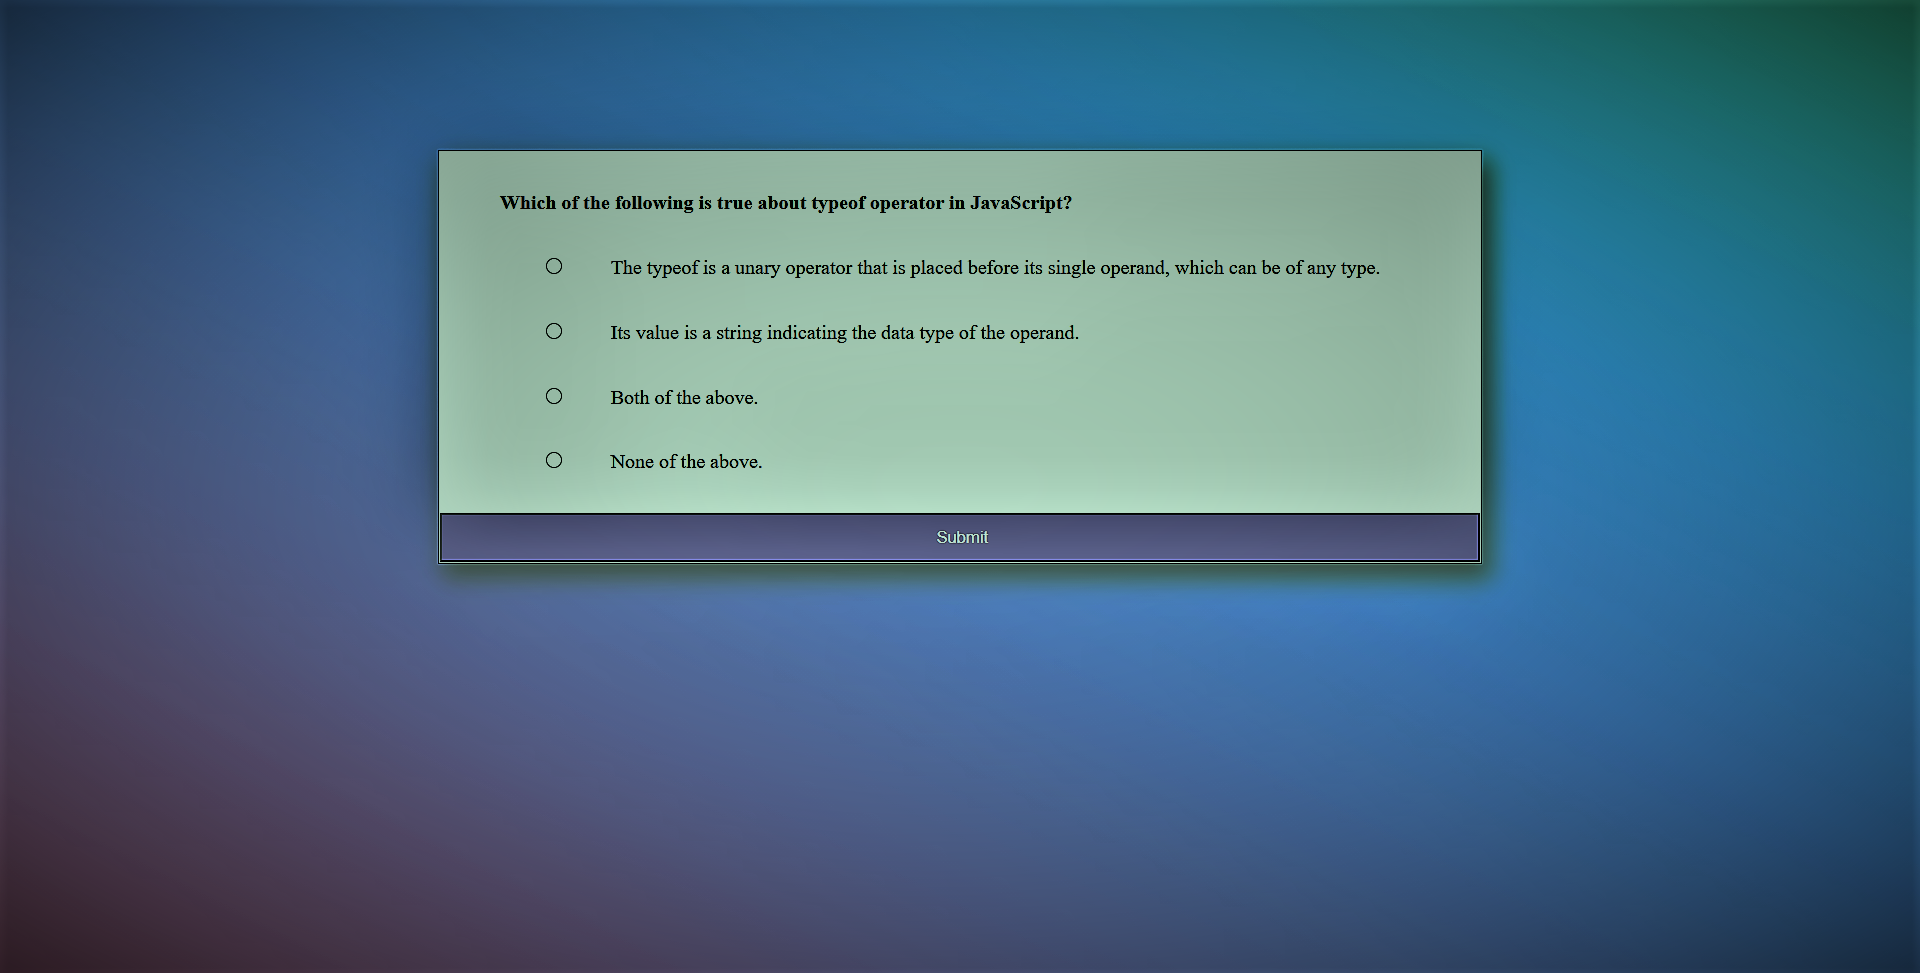 Which of the following is true about typeof operator in JavaScript?
The typeof is a unary operator that is placed before its single operand, which can be of any type.
Its value is a string indicating the data type of the operand.
Both of the above.
None of the above.
Submit